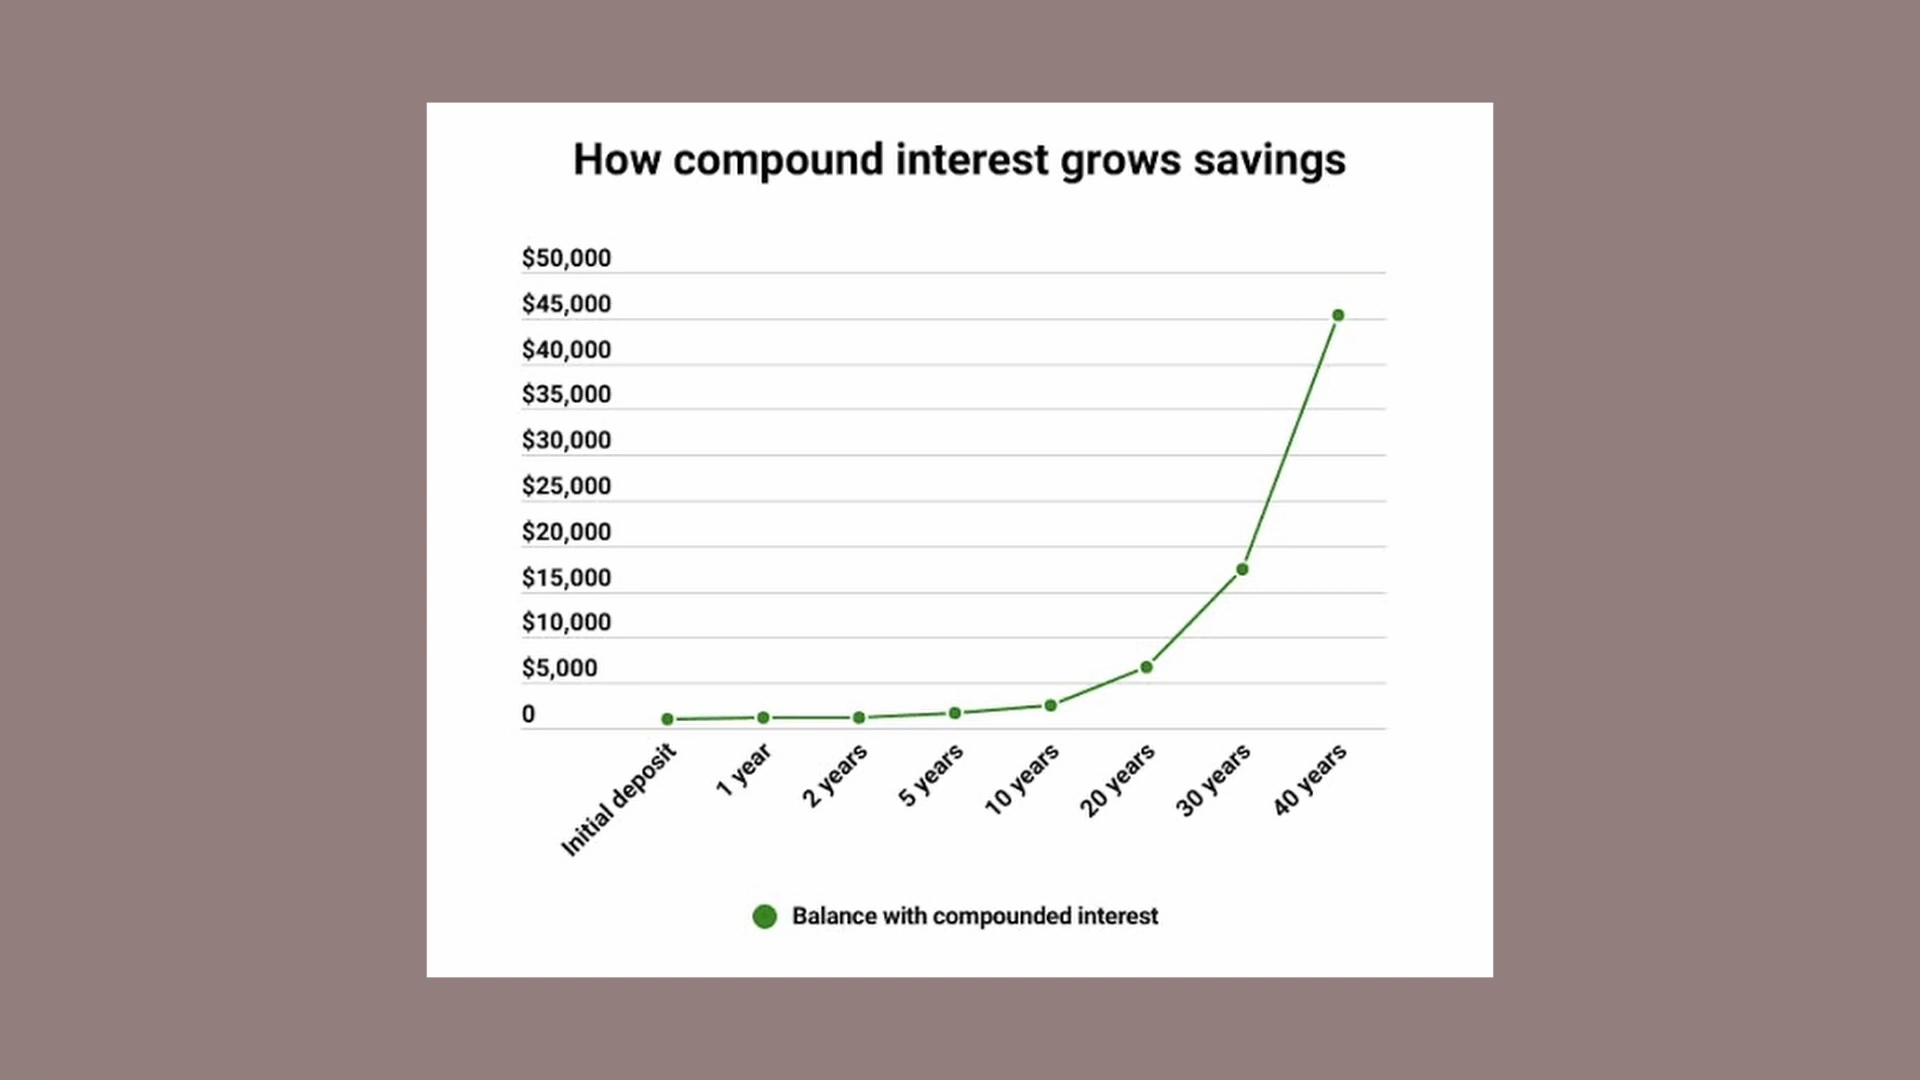 How compound interest grows savings
$50,000
$45,000
$40,000
$35,000
$30,000
$25,000
$20,000
$15,000
$10,000
$5,000
0
Initial deposit
1 year
2 years
5 years
10 years
20 years
30 years
40 years
Balance with compounded interest